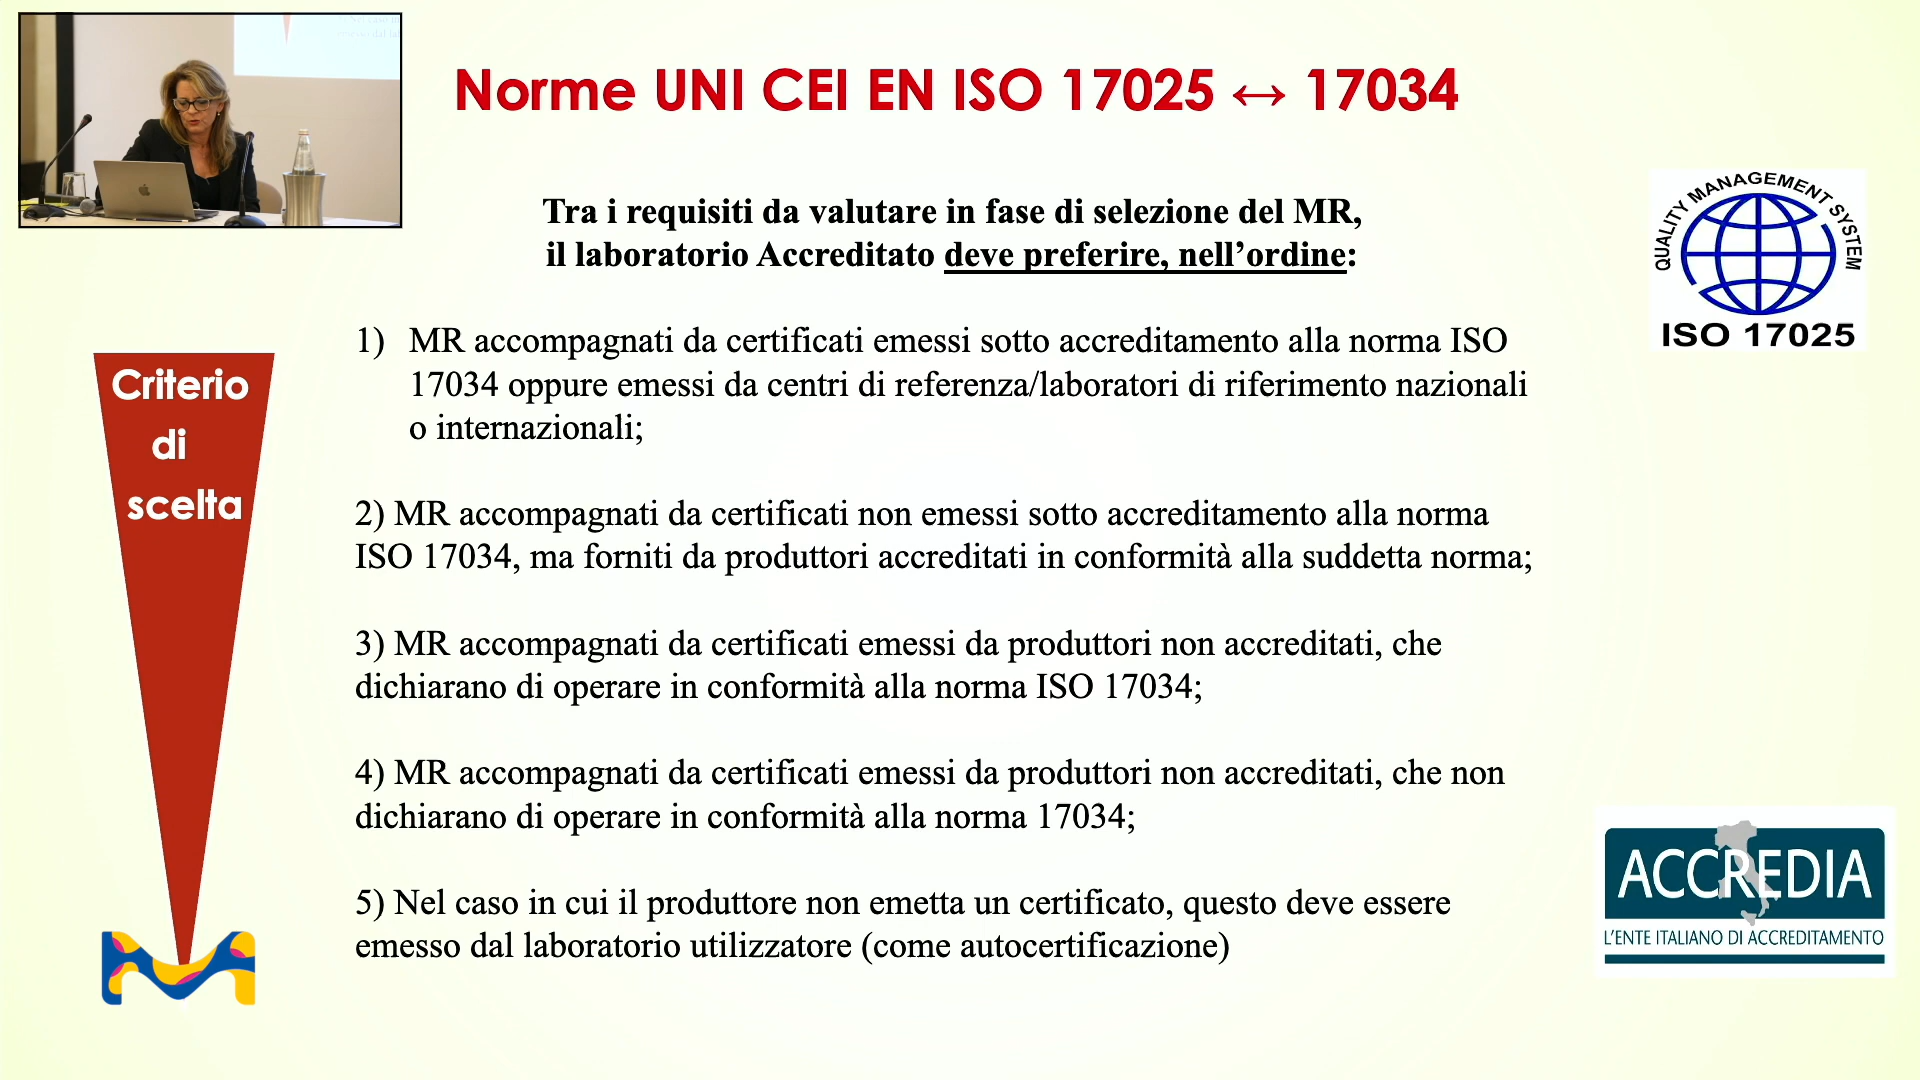 Norme UNI CEI EN ISO 17025 ↔ 17034
Tra i requisiti da valutare in fase di selezione del MR,
il laboratorio Accreditato deve preferire, nell’ordine:
1) MR accompagnati da certificati emessi sotto accreditamento alla norma ISO
17034 oppure emessi da centri di referenza/laboratori di riferimento nazionali
o internazionali;
2) MR accompagnati da certificati non emessi sotto accreditamento alla norma
ISO 17034, ma forniti da produttori accreditati in conformità alla suddetta norma;
3) MR accompagnati da certificati emessi da produttori non accreditati, che
dichiarano di operare in conformità alla norma ISO 17034;
4) MR accompagnati da certificati emessi da produttori non accreditati, che non
dichiarano di operare in conformità alla norma 17034;
5) Nel caso in cui il produttore non emetta un certificato, questo deve essere
emesso dal laboratorio utilizzatore (come autocertificazione)
Criterio
di
scelta
QUALITY MANAGEMENT SYSTEM
ISO 17025
ACCREDIA
L’ENTE ITALIANO DI ACCREDITAMENTO